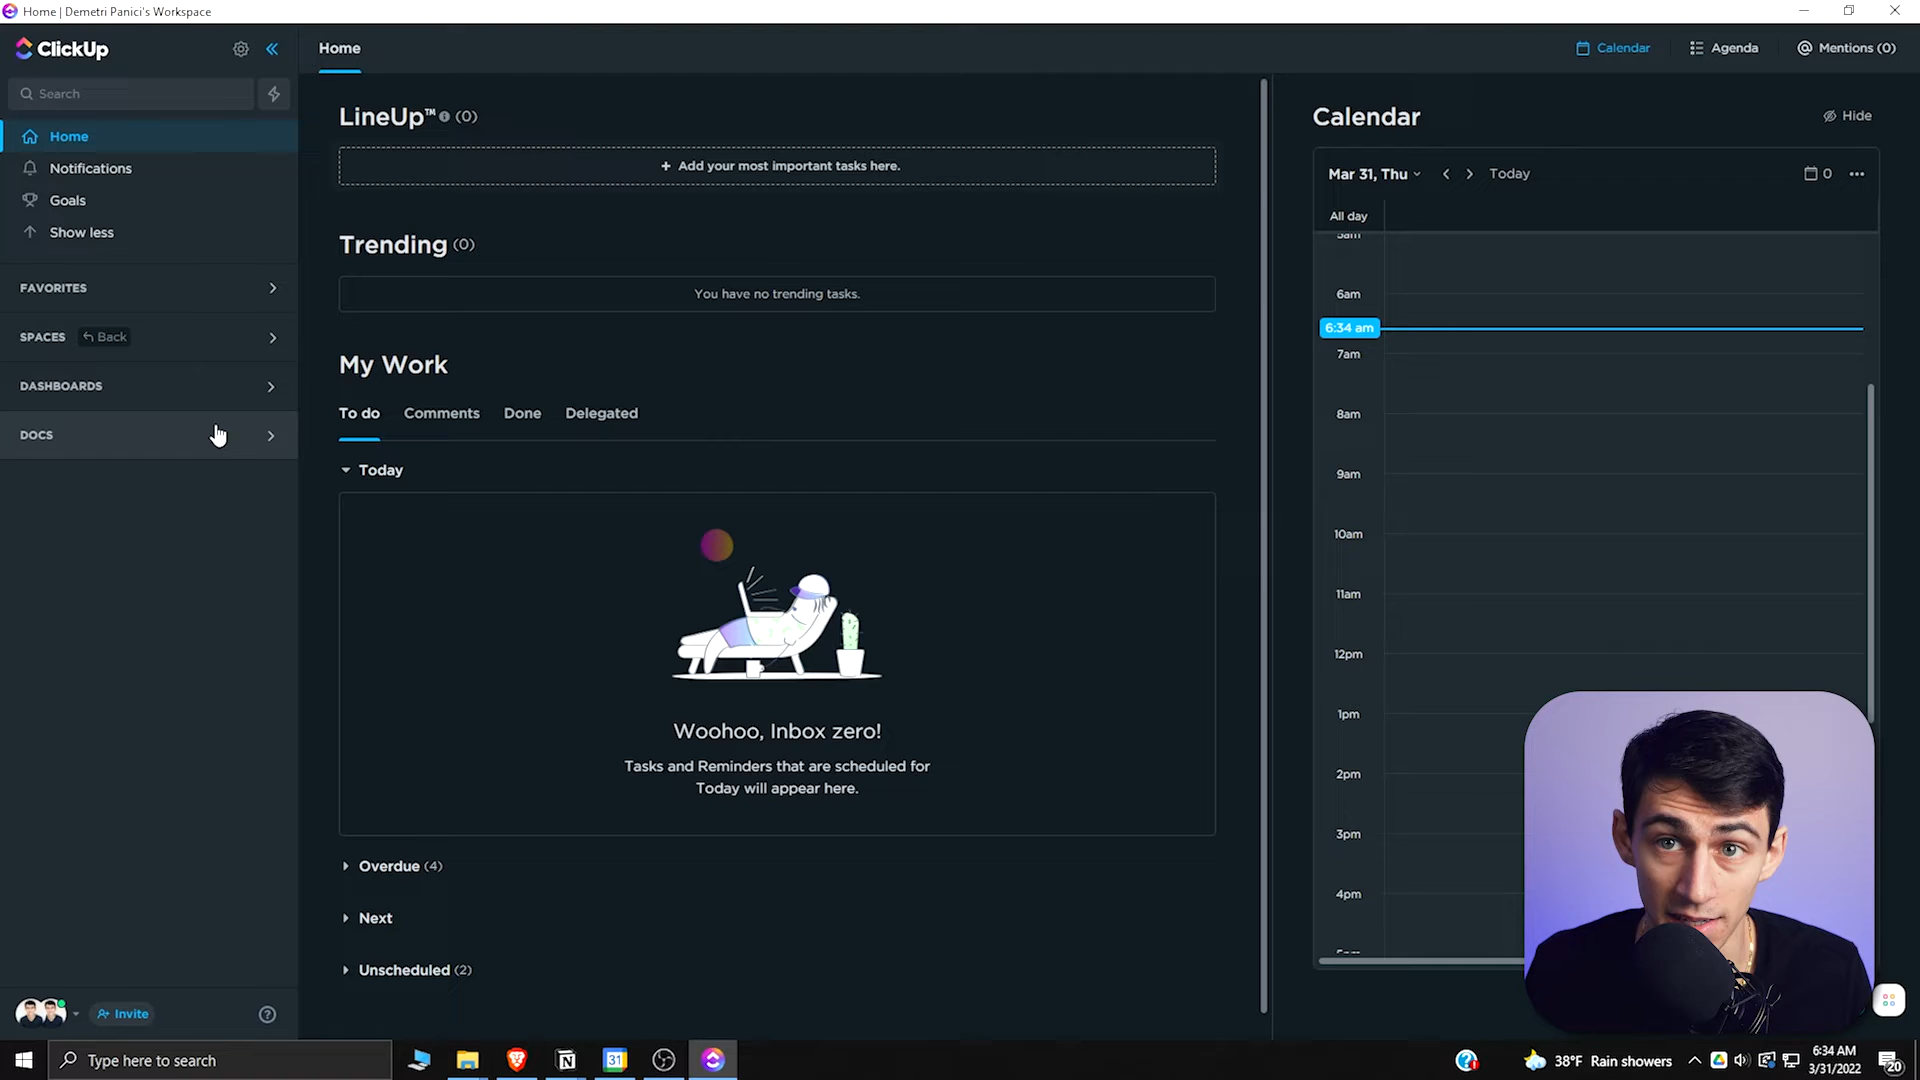 Home | Demetri Panici's Workspace
ClickUp
Home
Calendar
Agenda
Mentions (0)
Search
Home
Notifications
Goals
Show less
FAVORITES
SPACES
Back
DASHBOARDS
DOCS
LineUp™ (0)
+ Add your most important tasks here.
Trending (0)
You have no trending tasks.
My Work
To do
Comments
Done
Delegated
Today
Woohoo, Inbox zero!
Tasks and Reminders that are scheduled for
Today will appear here.
Overdue (4)
Next
Unscheduled (2)
Calendar
Hide
Mar 31, Thu
Today
0
All day
5am
6am
6:34 am
7am
8am
9am
10am
11am
12pm
1pm
2pm
3pm
4pm
Invite
Type here to search
31
38°F Rain showers
6:34 AM
3/31/2022
20